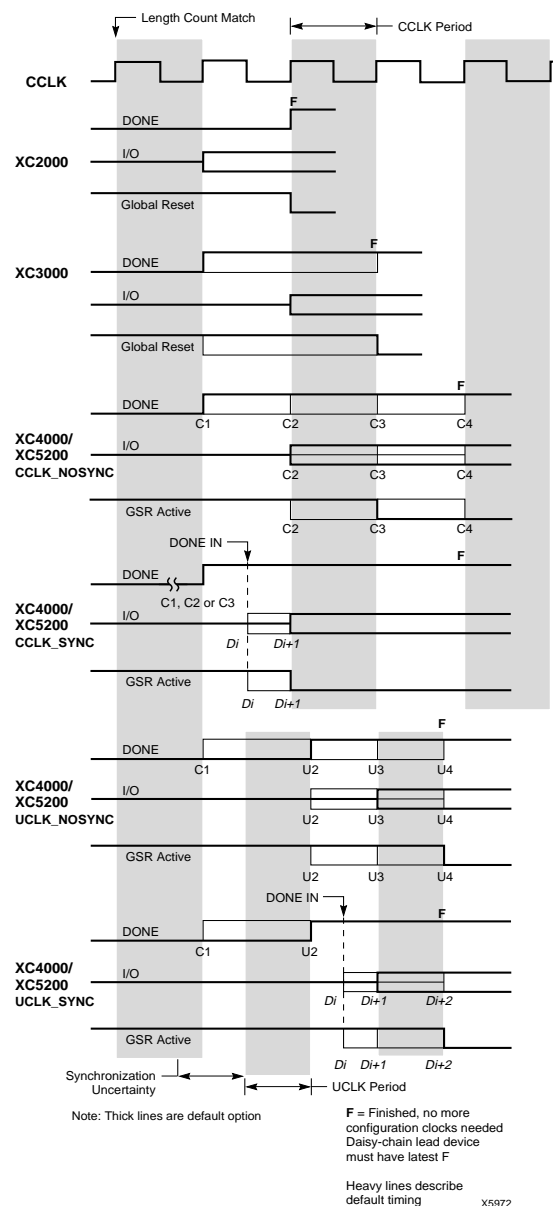 Length Count Match
CCLK Period
CCLK
F
DONE
I/O
XC2000
Global Reset
F
DONE
XC3000
I/O
Global Reset
F
DONE
C1 C2 C3 C4
XC4000/
XC5200
CCLK_NOSYNC
I/O
C2 C3 C4
GSR Active
C2 C3 C4
DONE IN
F
DONE
C1, C2 or C3
XC4000/
XC5200
CCLK_SYNC
I/O
Di Di+1
GSR Active
Di Di+1
F
DONE
C1 U2 U3 U4
XC4000/
XC5200
UCLK_NOSYNC
I/O
U2 U3 U4
GSR Active
U2 U3 U4
DONE IN
F
DONE
C1 U2
XC4000/
XC5200
UCLK_SYNC
I/O
Di Di+1 Di+2
GSR Active
Di Di+1 Di+2
Synchronization
Uncertainty
UCLK Period
Note: Thick lines are default option
F = Finished, no more
configuration clocks needed
Daisy-chain lead device
must have latest F
Heavy lines describe
default timing
X5972